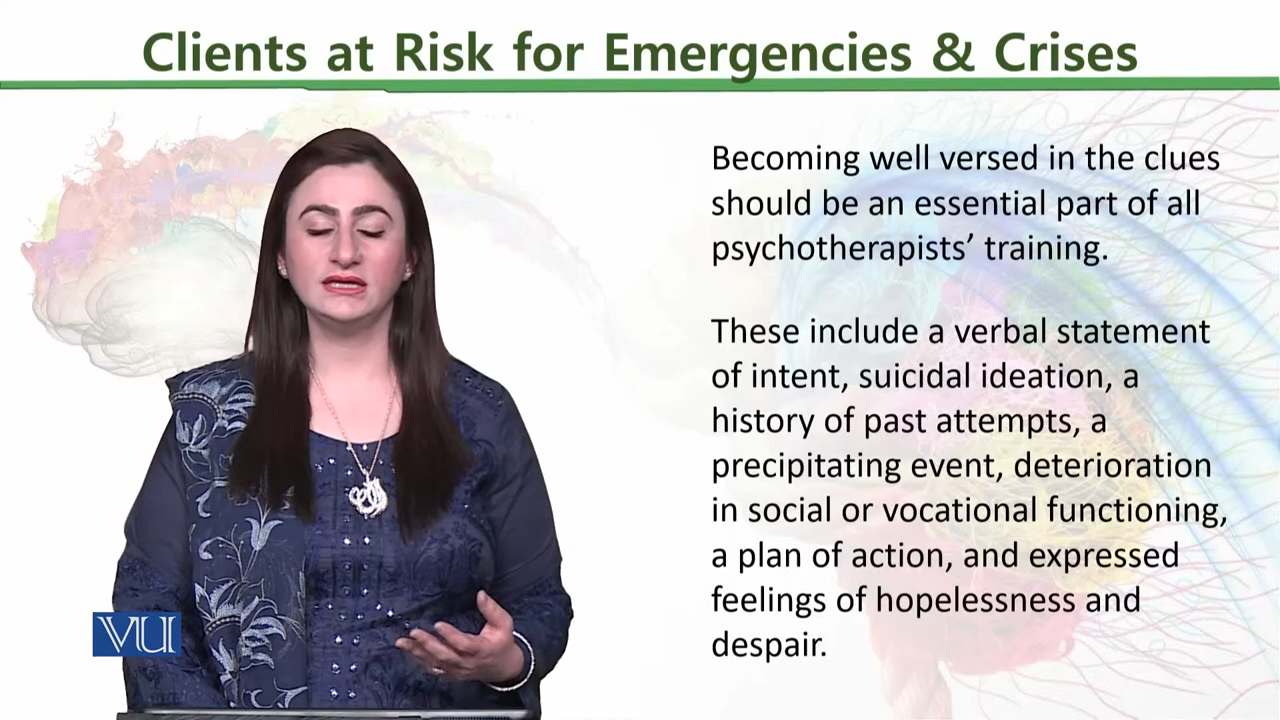 Clients at Risk for Emergencies & Crises
Becoming well versed in the clues
should be an essential part of all
psychotherapists’ training.
These include a verbal statement
of intent, suicidal ideation, a
history of past attempts, a
precipitating event, deterioration
in social or vocational functioning,
a plan of action, and expressed
feelings of hopelessness and
despair.
VU